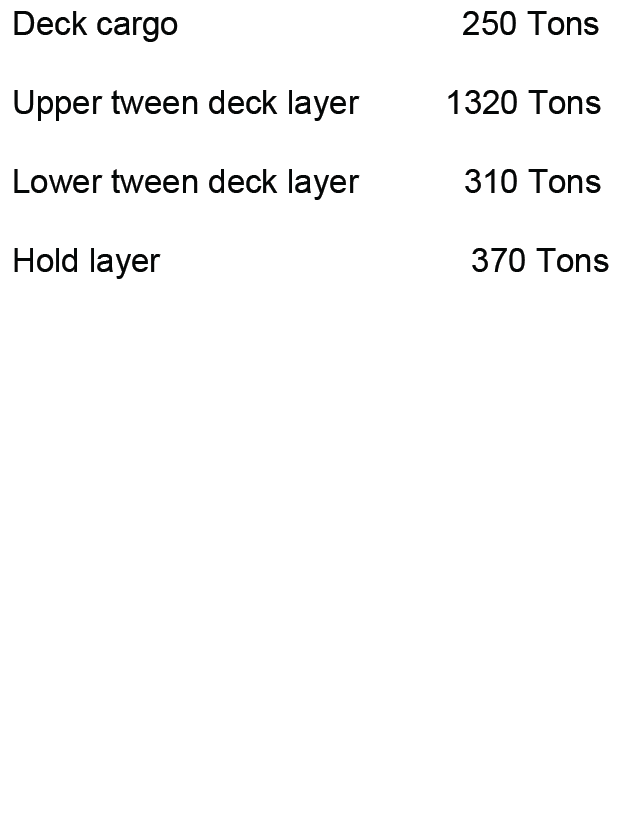 Deck cargo 250 Tons
Upper tween deck layer 1320 Tons
Lower tween deck layer 310 Tons
Hold layer 370 Tons